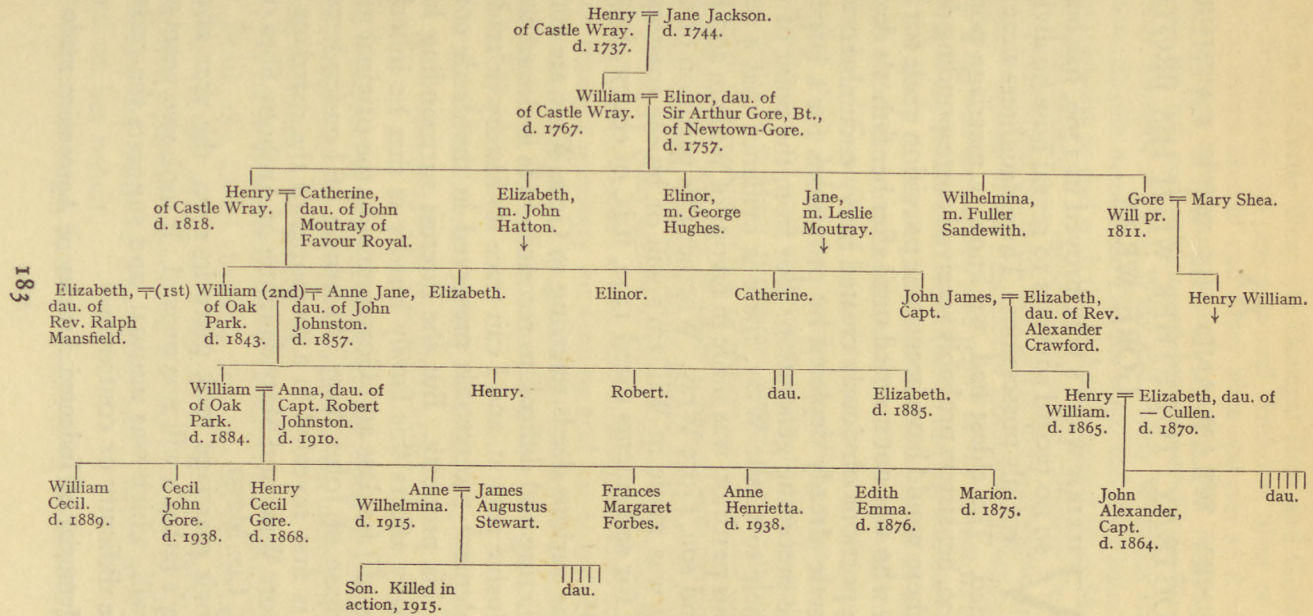 Henry = Jane Jackson.
of Castle Wray. d. 1744.
d. 1737.
William = Elinor, dau. of
of Castle Wray. Sir Arthur Gore, Bt.,
d. 1767. of Newtown-Gore.
d. 1757.
Henry = Catherine,
of Castle Wray. dau. of John
d. 1818. Moutray of
Favour Royal.
Elizabeth,
m. John
Hatton.
Elinor,
m. George
Hughes.
Jane,
m. Leslie
Moutray.
Wilhelmina,
m. Fuller
Sandewith.
Gore = Mary Shea.
Will pr.
1811.
183
Elizabeth, = (1st) William (2nd) = Anne Jane,
dau. of of Oak dau. of John
Rev. Ralph Park. Johnston.
Mansfield. d. 1843. d. 1857.
Elizabeth.
Elinor.
Catherine.
John James, = Elizabeth,
Capt. dau. of Rev.
Alexander
Crawford.
Henry William.
William = Anna, dau. of
of Oak Capt. Robert
Park. Johnston.
d. 1884. d. 1910.
Henry.
Robert.
dau.
Elizabeth.
d. 1885.
Henry = Elizabeth, dau. of
William. — Cullen.
d. 1865. d. 1870.
William
Cecil.
d. 1889.
Cecil
John
Gore.
d. 1938.
Henry
Cecil
Gore.
d. 1868.
Anne = James
Wilhelmina. Augustus
d. 1915. Stewart.
Frances
Margaret
Forbes.
Anne
Henrietta.
d. 1938.
Edith
Emma.
d. 1876.
Marion.
d. 1875.
John
Alexander,
Capt.
d. 1864.
dau.
Son. Killed in
action, 1915.
dau.